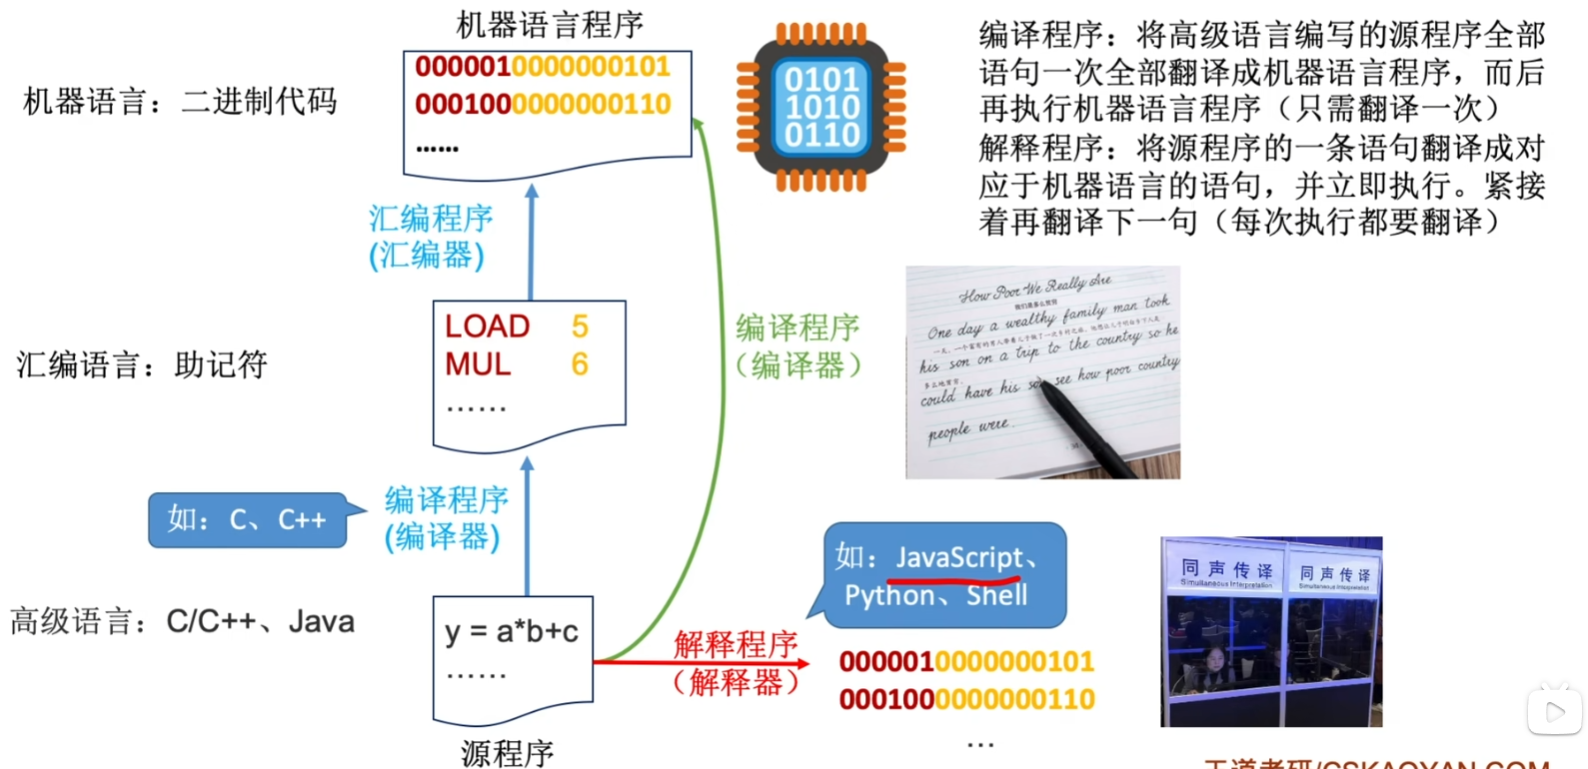 机器语言程序
0000010000000101
0001000000000110
......
机器语言：二进制代码
0101
1010
0110
编译程序：将高级语言编写的源程序全部
语句一次全部翻译成机器语言程序，而后
再执行机器语言程序（只需翻译一次）
解释程序：将源程序的一条语句翻译成对
应于机器语言的语句，并立即执行。紧接
着再翻译下一句（每次执行都要翻译）
汇编程序
(汇编器)
LOAD 5
MUL 6
......
汇编语言：助记符
编译程序
（编译器）
How Poor We Really Are
One day a wealthy family man took
his son on a trip to the country so he
could have his son see how poor country
people were.
如：C、C++
编译程序
(编译器)
高级语言：C/C++、Java
y = a*b+c
......
源程序
解释程序
（解释器）
如：JavaScript、
Python、Shell
0000010000000101
0001000000000110
...
同声传译
Simultaneous Interpretation
同声传译
Simultaneous Interpretation
王道考研/CSKAOYAN.COM